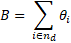 B = ∑_{i∈n_d} θ_i